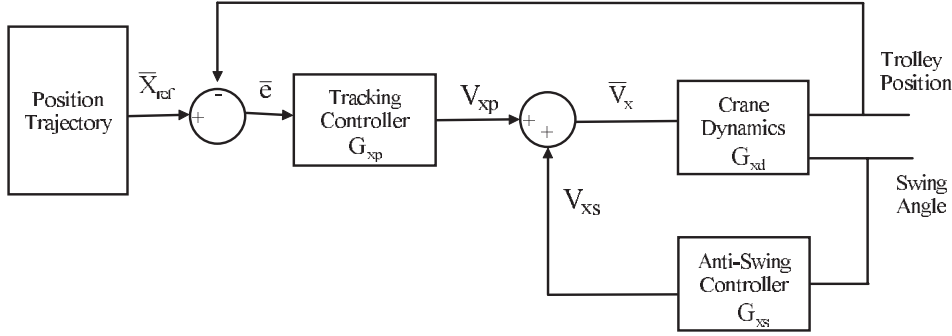 Position
Trajectory
X̅ref
-
+
e̅
Tracking
Controller
Gxp
Vxp
+
+
V̅x
Crane
Dynamics
Gxd
Trolley
Position
Swing
Angle
Vxs
Anti-Swing
Controller
Gxs